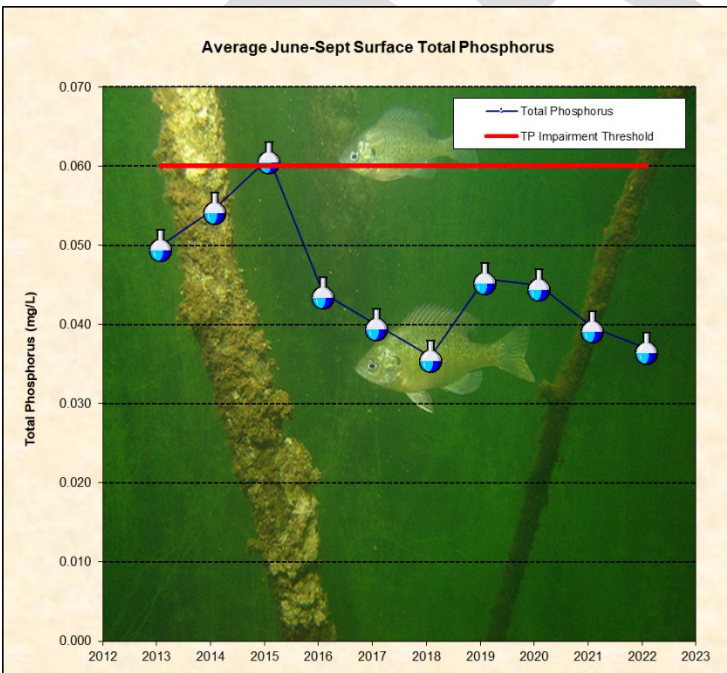 Average June-Sept Surface Total Phosphorus
0.070
Total Phosphorus
TP Impairment Threshold
0.060
0.050
0.040
Total Phosphorus (mg/L)
0.030
0.020
0.010
0.000
2012 2013 2014 2015 2016 2017 2018 2019 2020 2021 2022 2023